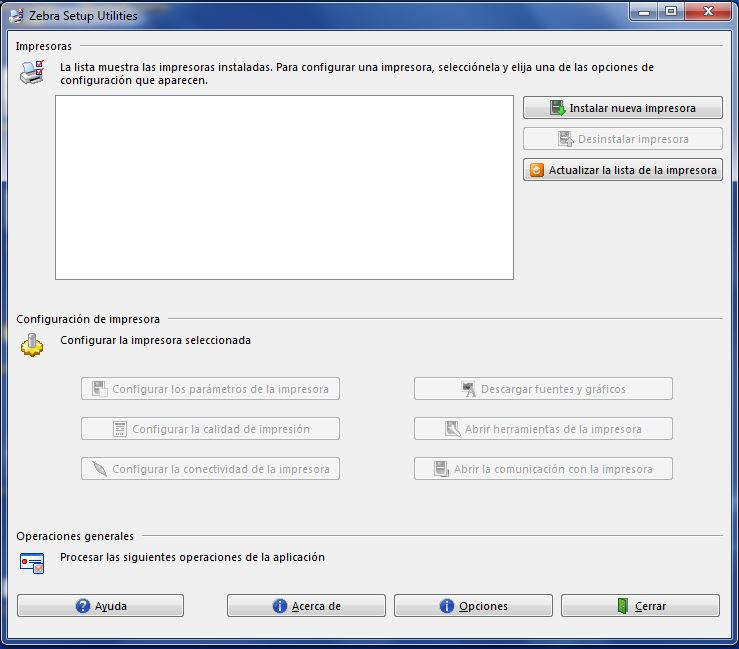 Zebra Setup Utilities
Impresoras
La lista muestra las impresoras instaladas. Para configurar una impresora, selecciónela y elija una de las opciones de
configuración que aparecen.
Instalar nueva impresora
Desinstalar impresora
Actualizar la lista de la impresora
Configuración de impresora
Configurar la impresora seleccionada
Configurar los parámetros de la impresora
Descargar fuentes y gráficos
Configurar la calidad de impresión
Abrir herramientas de la impresora
Configurar la conectividad de la impresora
Abrir la comunicación con la impresora
Operaciones generales
Procesar las siguientes operaciones de la aplicación
Ayuda
Acerca de
Opciones
Cerrar